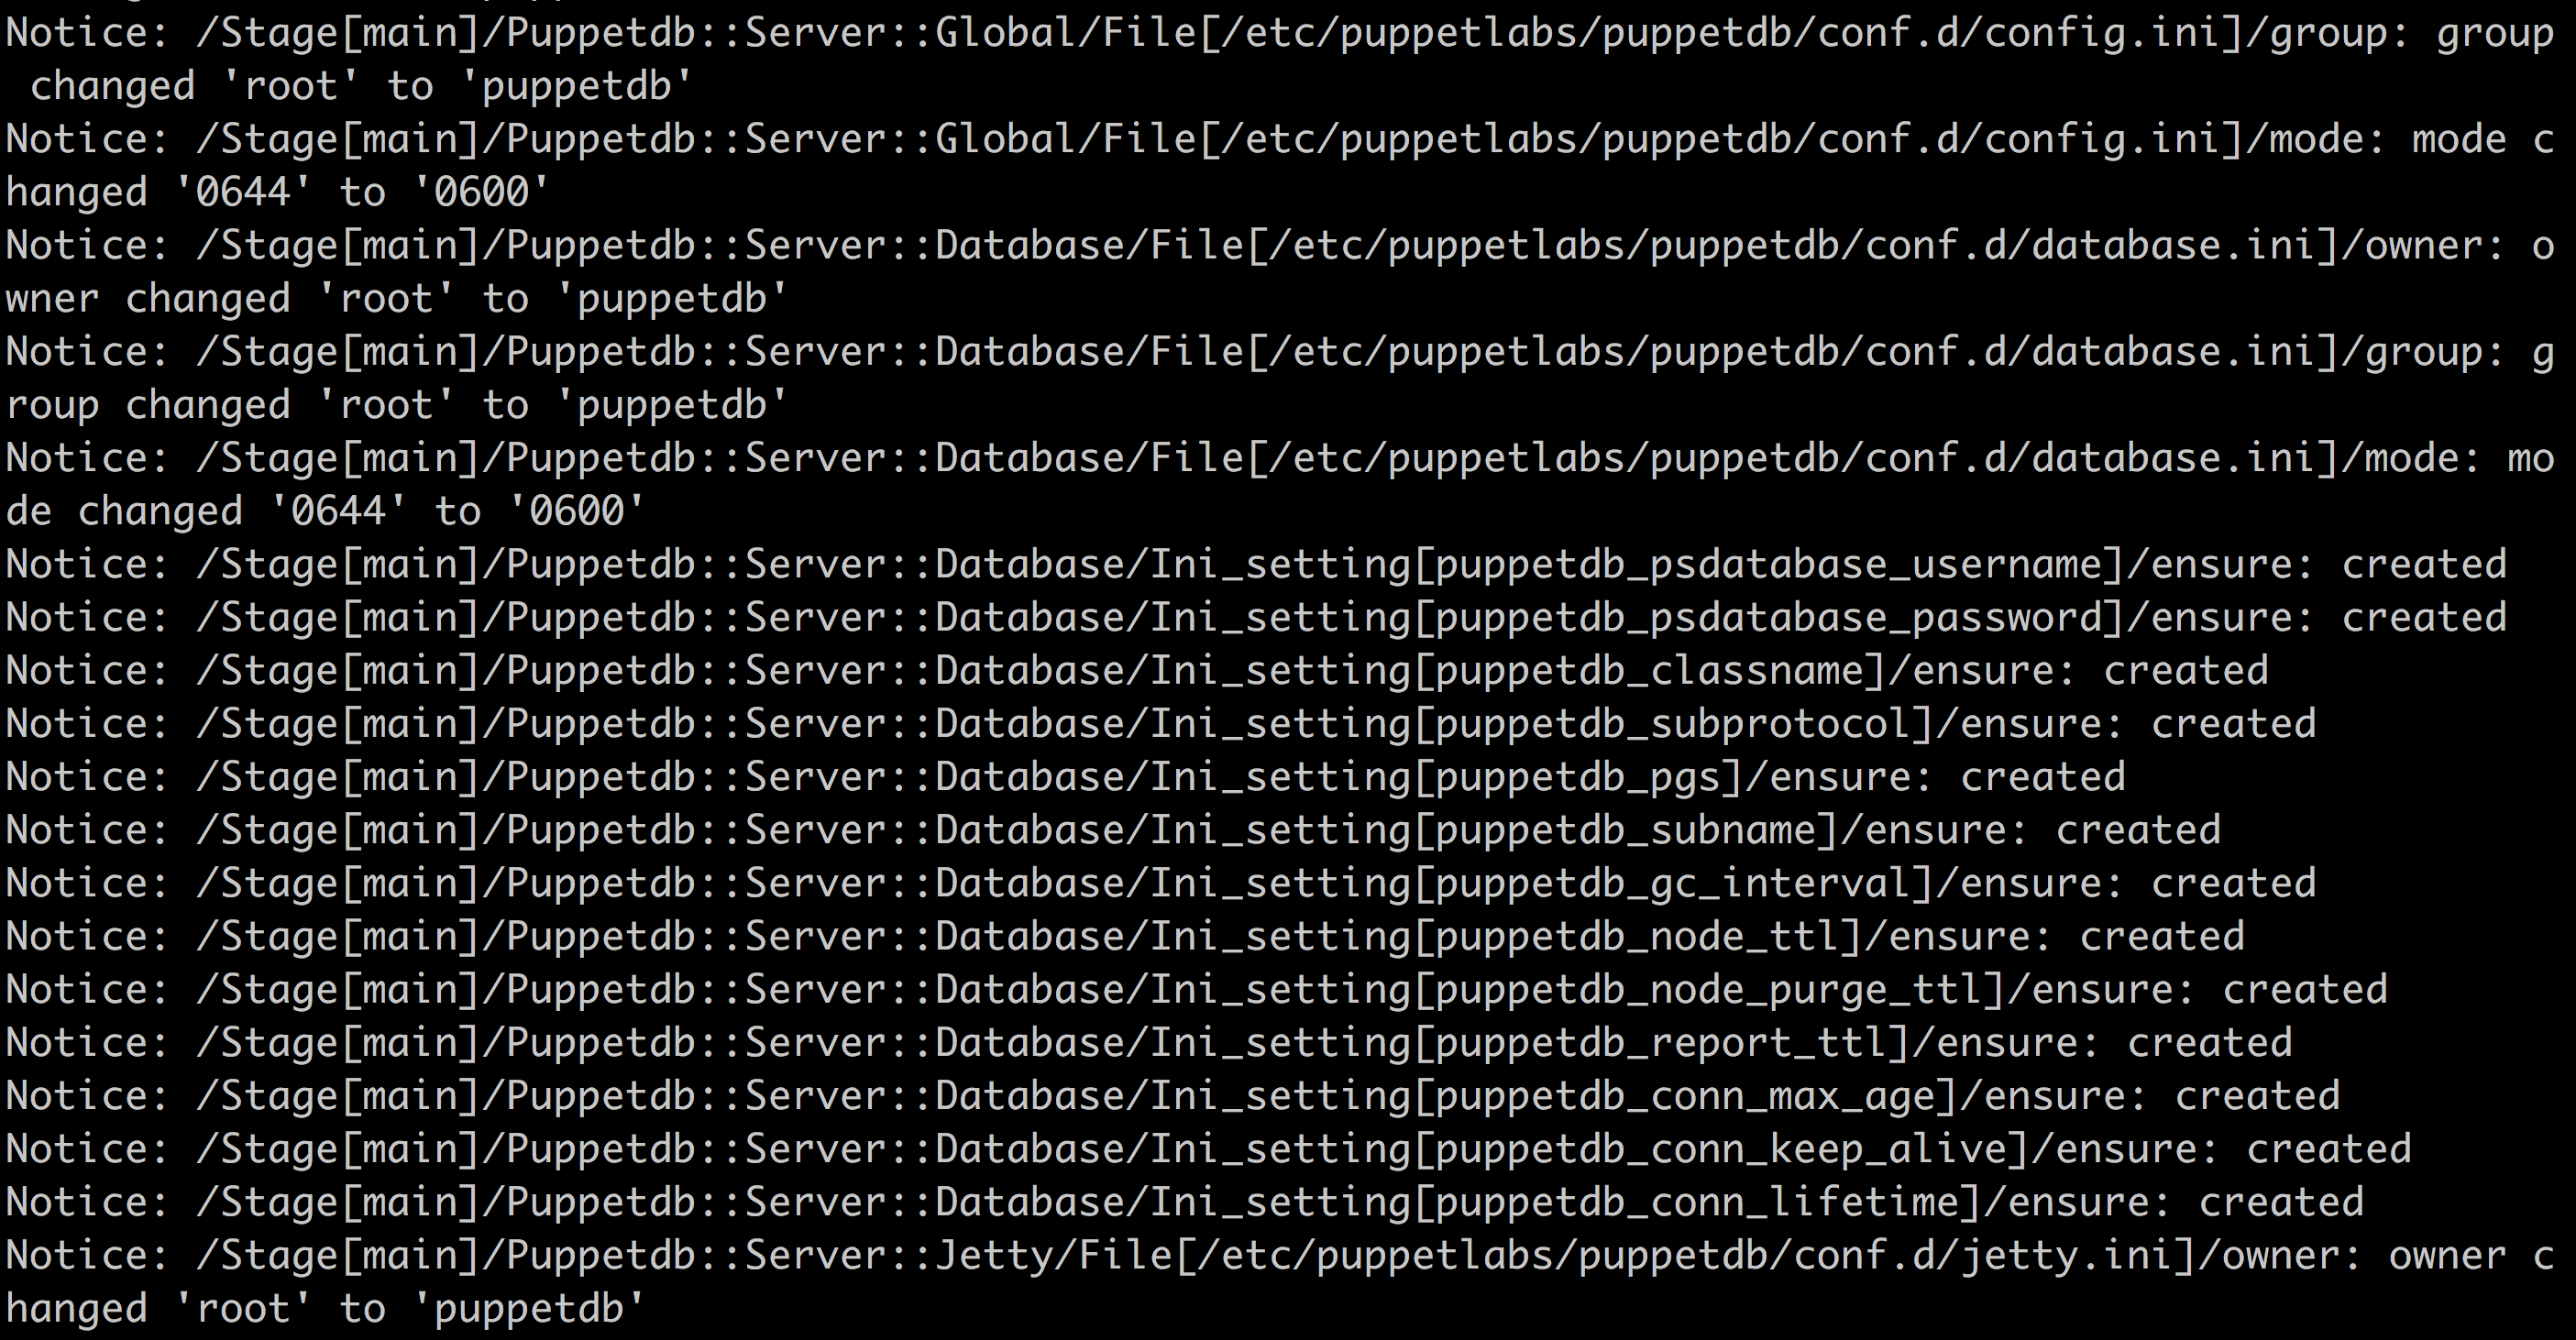 Notice: /Stage[main]/Puppetdb::Server::Global/File[/etc/puppetlabs/puppetdb/conf.d/config.ini]/group: group
 changed 'root' to 'puppetdb'
Notice: /Stage[main]/Puppetdb::Server::Global/File[/etc/puppetlabs/puppetdb/conf.d/config.ini]/mode: mode c
hanged '0644' to '0600'
Notice: /Stage[main]/Puppetdb::Server::Database/File[/etc/puppetlabs/puppetdb/conf.d/database.ini]/owner: o
wner changed 'root' to 'puppetdb'
Notice: /Stage[main]/Puppetdb::Server::Database/File[/etc/puppetlabs/puppetdb/conf.d/database.ini]/group: g
roup changed 'root' to 'puppetdb'
Notice: /Stage[main]/Puppetdb::Server::Database/File[/etc/puppetlabs/puppetdb/conf.d/database.ini]/mode: mo
de changed '0644' to '0600'
Notice: /Stage[main]/Puppetdb::Server::Database/Ini_setting[puppetdb_psdatabase_username]/ensure: created
Notice: /Stage[main]/Puppetdb::Server::Database/Ini_setting[puppetdb_psdatabase_password]/ensure: created
Notice: /Stage[main]/Puppetdb::Server::Database/Ini_setting[puppetdb_classname]/ensure: created
Notice: /Stage[main]/Puppetdb::Server::Database/Ini_setting[puppetdb_subprotocol]/ensure: created
Notice: /Stage[main]/Puppetdb::Server::Database/Ini_setting[puppetdb_pgs]/ensure: created
Notice: /Stage[main]/Puppetdb::Server::Database/Ini_setting[puppetdb_subname]/ensure: created
Notice: /Stage[main]/Puppetdb::Server::Database/Ini_setting[puppetdb_gc_interval]/ensure: created
Notice: /Stage[main]/Puppetdb::Server::Database/Ini_setting[puppetdb_node_ttl]/ensure: created
Notice: /Stage[main]/Puppetdb::Server::Database/Ini_setting[puppetdb_node_purge_ttl]/ensure: created
Notice: /Stage[main]/Puppetdb::Server::Database/Ini_setting[puppetdb_report_ttl]/ensure: created
Notice: /Stage[main]/Puppetdb::Server::Database/Ini_setting[puppetdb_conn_max_age]/ensure: created
Notice: /Stage[main]/Puppetdb::Server::Database/Ini_setting[puppetdb_conn_keep_alive]/ensure: created
Notice: /Stage[main]/Puppetdb::Server::Database/Ini_setting[puppetdb_conn_lifetime]/ensure: created
Notice: /Stage[main]/Puppetdb::Server::Jetty/File[/etc/puppetlabs/puppetdb/conf.d/jetty.ini]/owner: owner c
hanged 'root' to 'puppetdb'